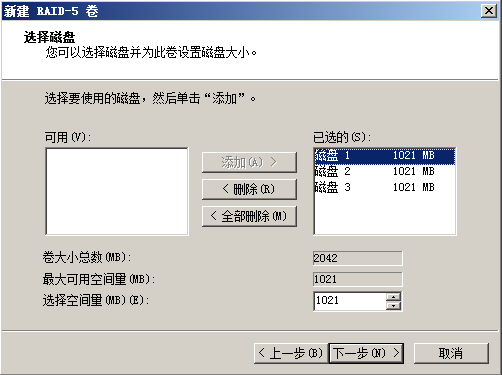 新建 RAID-5 卷
选择磁盘
您可以选择磁盘并为此卷设置磁盘大小。
选择要使用的磁盘，然后单击“添加”。
可用(V):
已选的(S):
添加(A) >
< 删除(R)
< 全部删除(M)
磁盘 1 1021 MB
磁盘 2 1021 MB
磁盘 3 1021 MB
卷大小总数(MB): 2042
最大可用空间量(MB): 1021
选择空间量(MB)(E): 1021
< 上一步(B) 下一步(N) > 取消